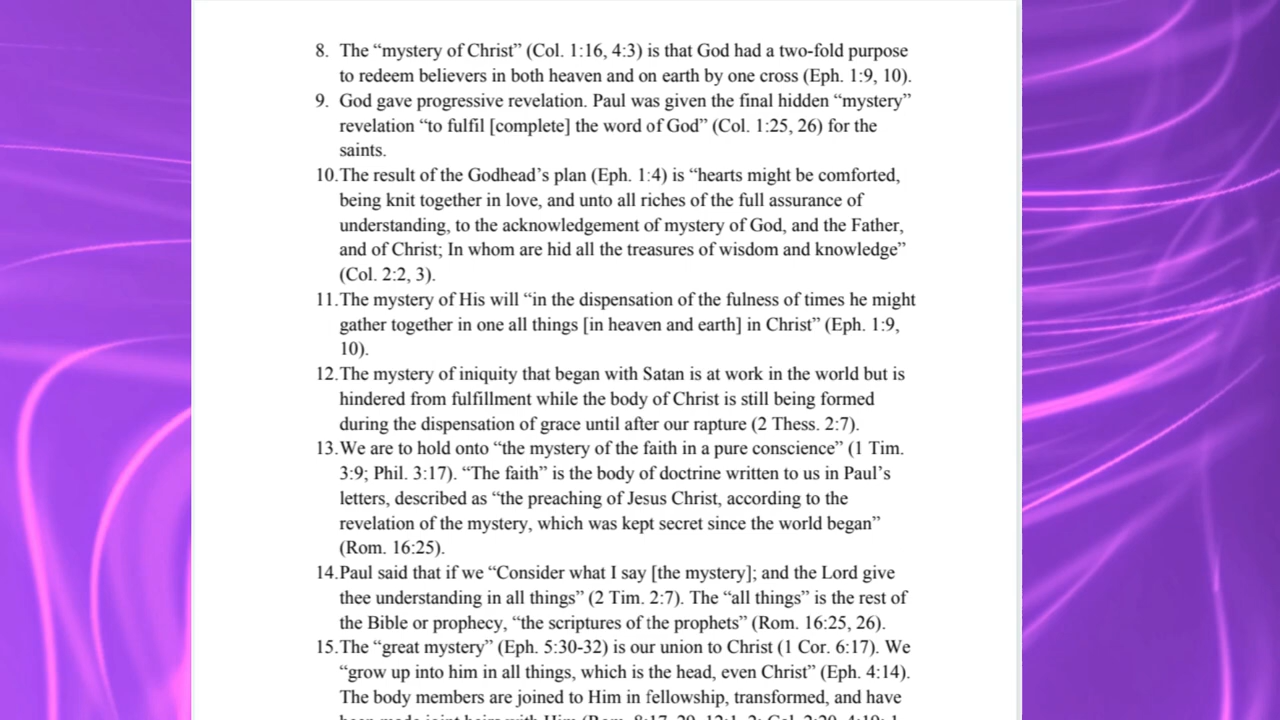 8. The “mystery of Christ” (Col. 1:16, 4:3) is that God had a two-fold purpose
to redeem believers in both heaven and on earth by one cross (Eph. 1:9, 10).
9. God gave progressive revelation. Paul was given the final hidden “mystery”
revelation “to fulfil [complete] the word of God” (Col. 1:25, 26) for the
saints.
10.The result of the Godhead’s plan (Eph. 1:4) is “hearts might be comforted,
being knit together in love, and unto all riches of the full assurance of
understanding, to the acknowledgement of mystery of God, and the Father,
and of Christ; In whom are hid all the treasures of wisdom and knowledge”
(Col. 2:2, 3).
11.The mystery of His will “in the dispensation of the fulness of times he might
gather together in one all things [in heaven and earth] in Christ” (Eph. 1:9,
10).
12.The mystery of iniquity that began with Satan is at work in the world but is
hindered from fulfillment while the body of Christ is still being formed
during the dispensation of grace until after our rapture (2 Thess. 2:7).
13.We are to hold onto “the mystery of the faith in a pure conscience” (1 Tim.
3:9; Phil. 3:17). “The faith” is the body of doctrine written to us in Paul’s
letters, described as “the preaching of Jesus Christ, according to the
revelation of the mystery, which was kept secret since the world began”
(Rom. 16:25).
14.Paul said that if we “Consider what I say [the mystery]; and the Lord give
thee understanding in all things” (2 Tim. 2:7). The “all things” is the rest of
the Bible or prophecy, “the scriptures of the prophets” (Rom. 16:25, 26).
15.The “great mystery” (Eph. 5:30-32) is our union to Christ (1 Cor. 6:17). We
“grow up into him in all things, which is the head, even Christ” (Eph. 4:14).
The body members are joined to Him in fellowship, transformed, and have